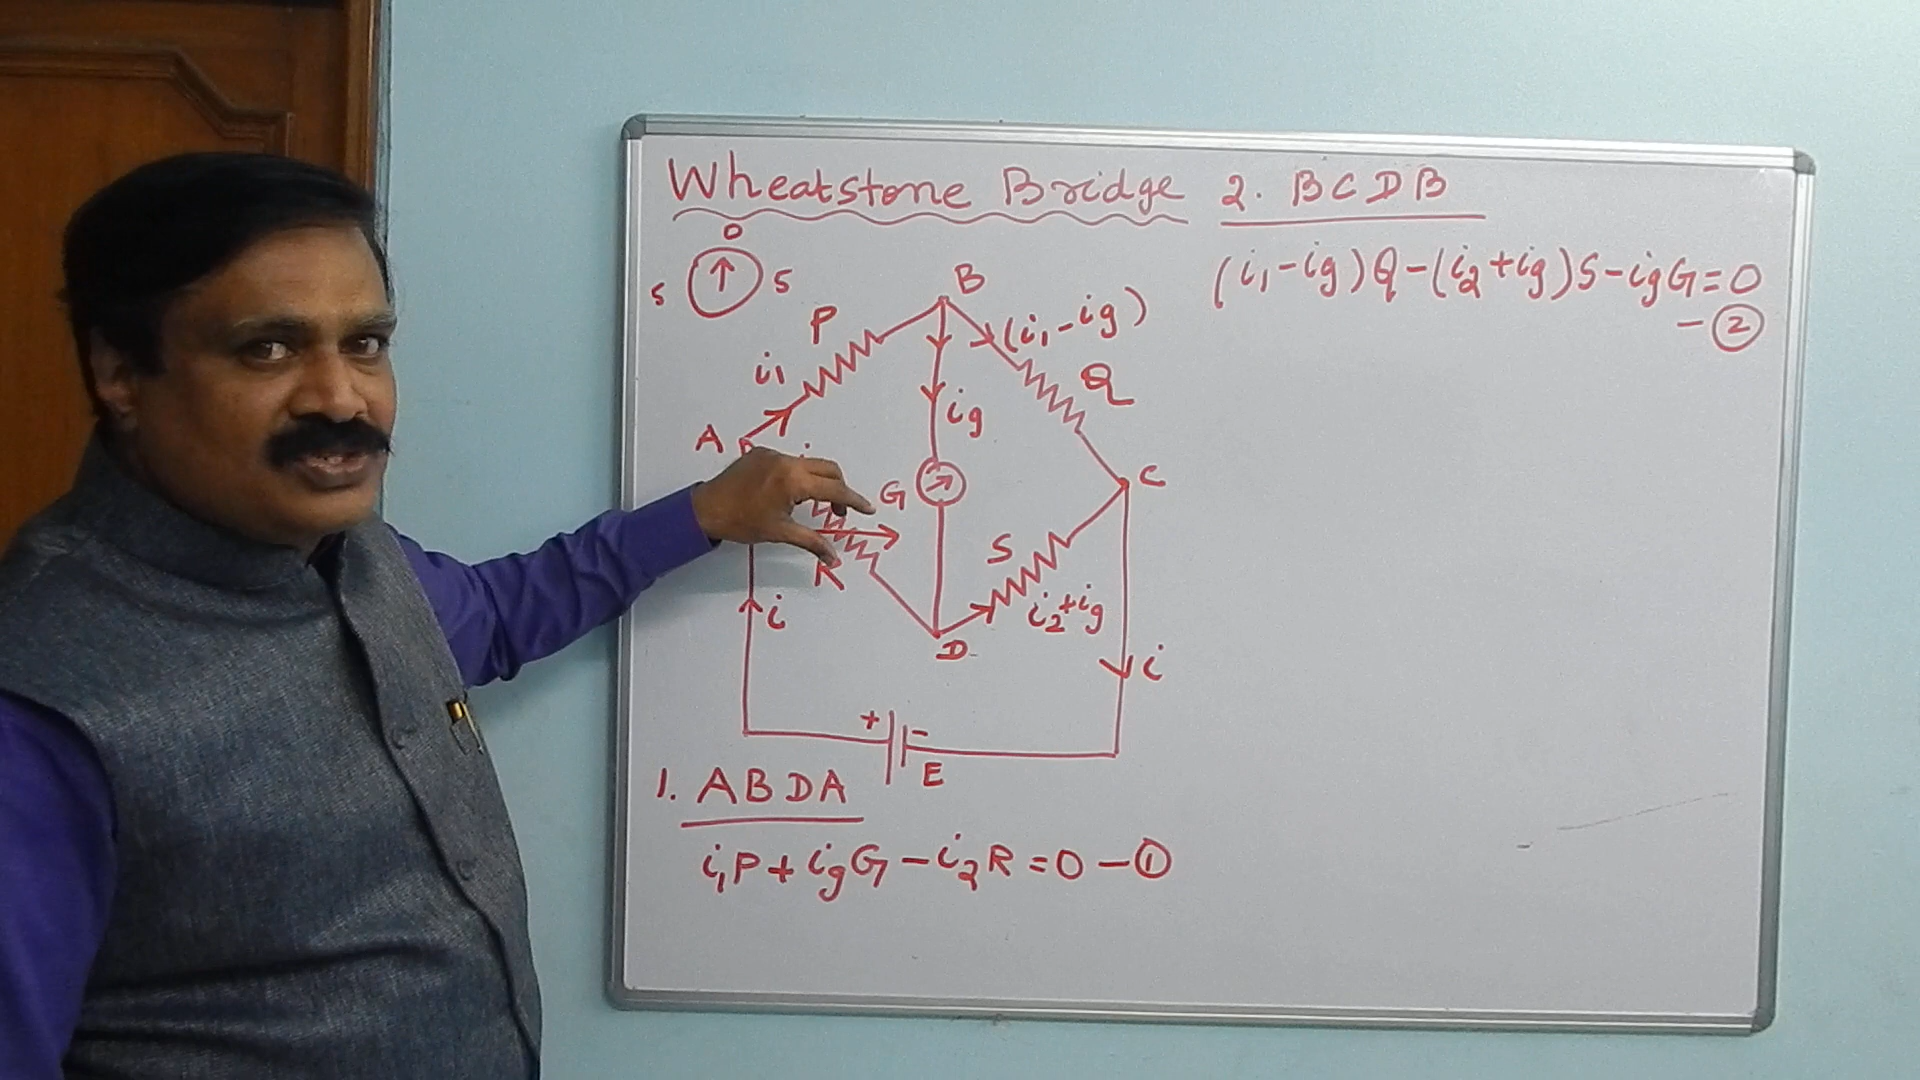 Wheatstone Bridge
0
5 5
B
P
(i₁-ig)
i₁
Q
ig
A
C
G
S
R
i₂+ig
i
D
i
+ -
E
1. ABDA
i₁P+igG-i₂R=0-①
2. BCDB
(i₁-ig)Q-(i₂+ig)S-igG=0
-②